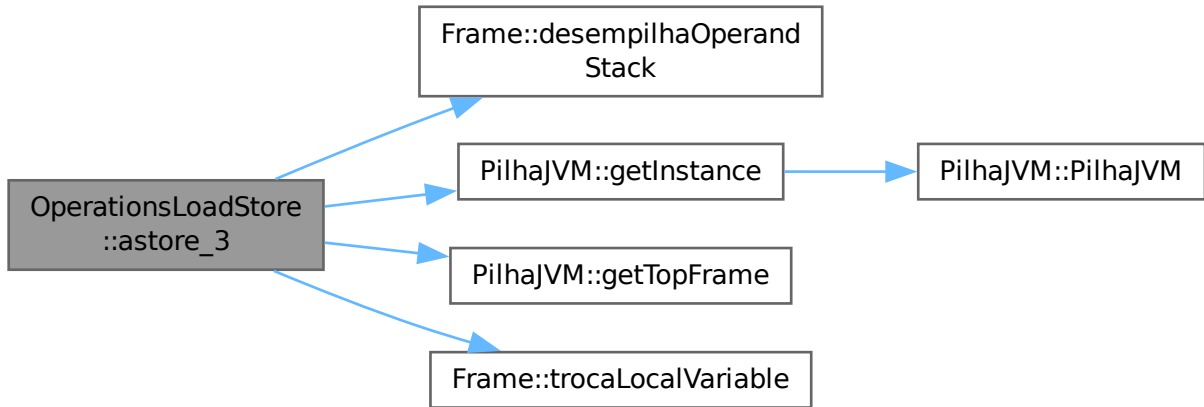 Frame::desempilhaOperand
Stack
OperationsLoadStore
::astore_3
PilhaJVM::getInstance
PilhaJVM::PilhaJVM
PilhaJVM::getTopFrame
Frame::trocaLocalVariable